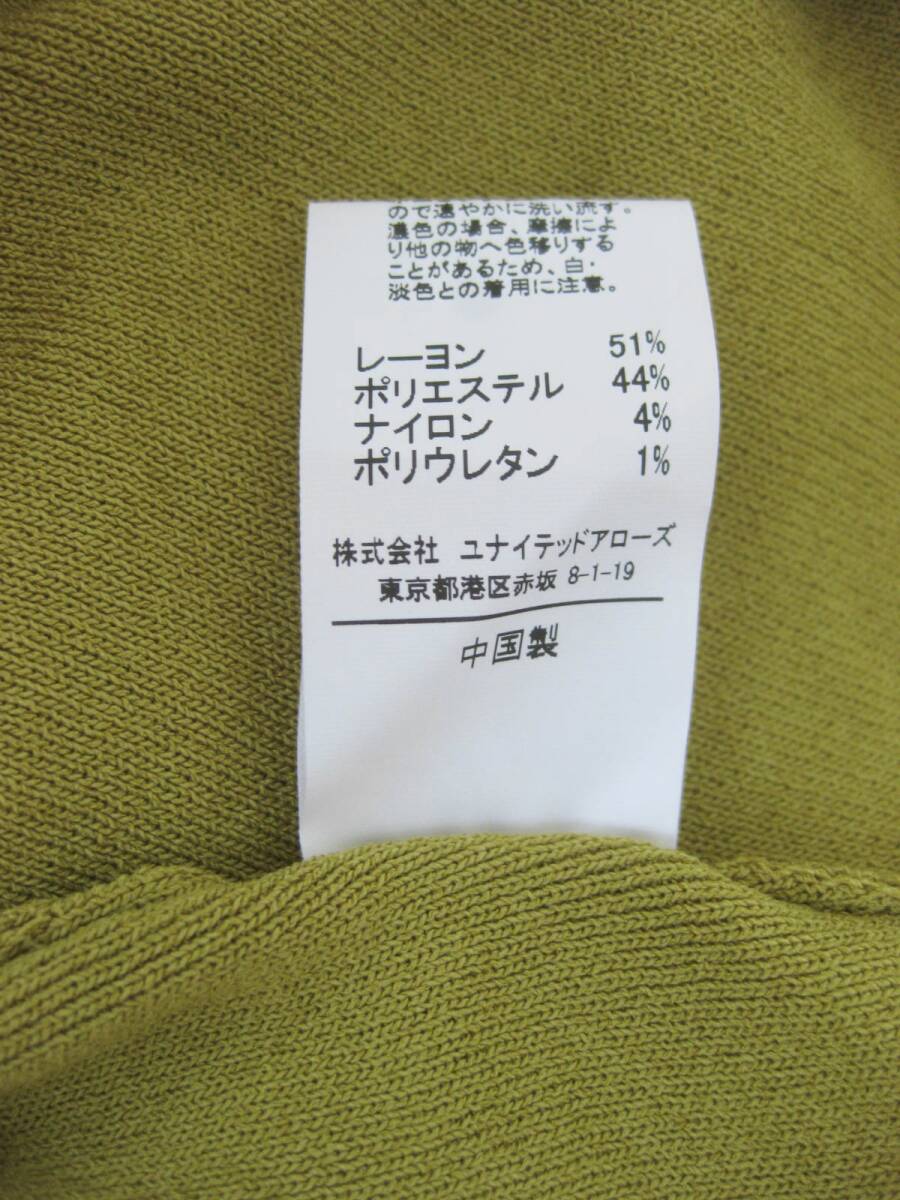 ので速やかに洗い流す。
濃色の場合、摩擦によ
り他の物へ色移りする
ことがあるため、白・
淡色との着用に注意。
レーヨン 51%
ポリエステル 44%
ナイロン 4%
ポリウレタン 1%
株式会社 ユナイテッドアローズ
東京都港区赤坂 8-1-19
中国製